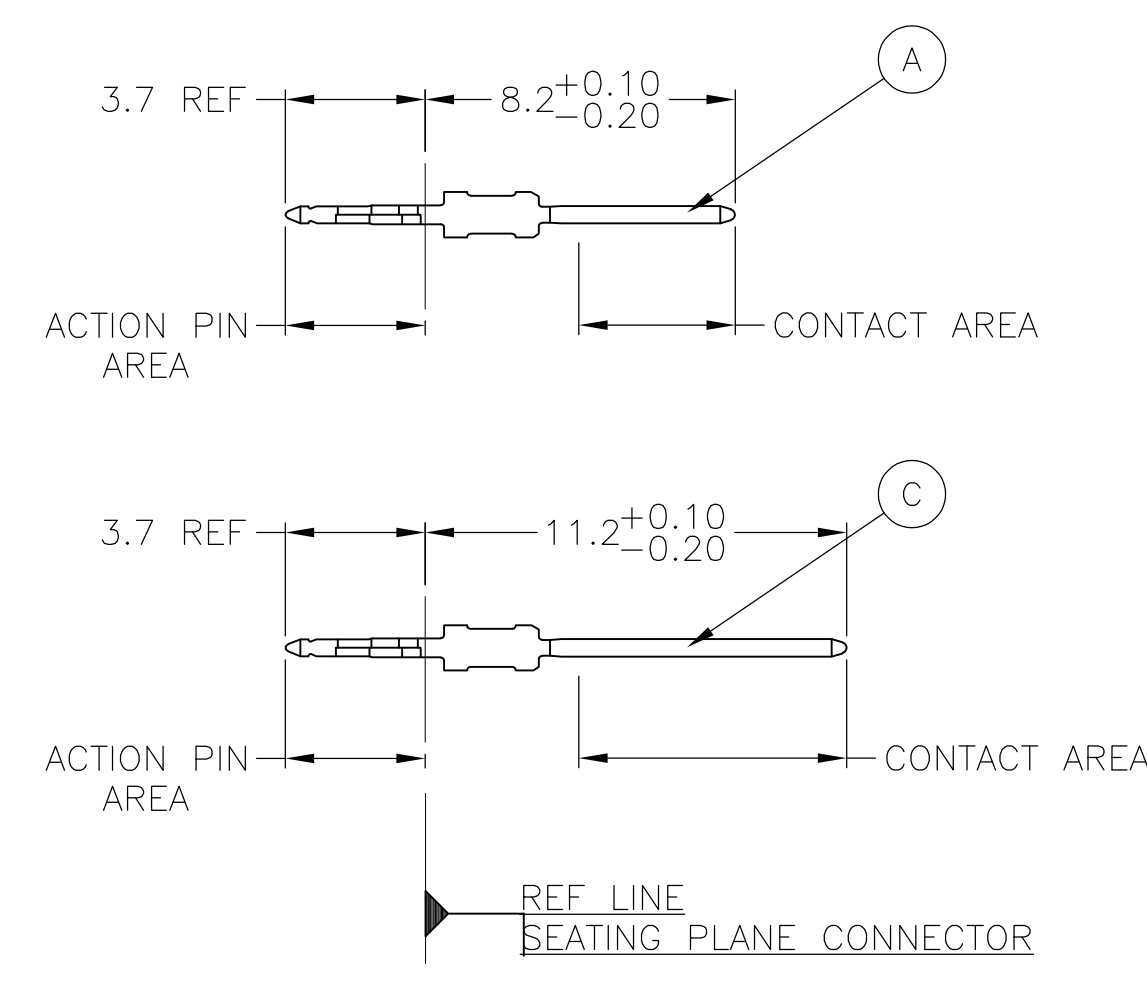 A
3.7 REF
8.2 +0.10
-0.20
ACTION PIN
AREA
CONTACT AREA
C
3.7 REF
11.2 +0.10
-0.20
ACTION PIN
AREA
CONTACT AREA
REF LINE
SEATING PLANE CONNECTOR